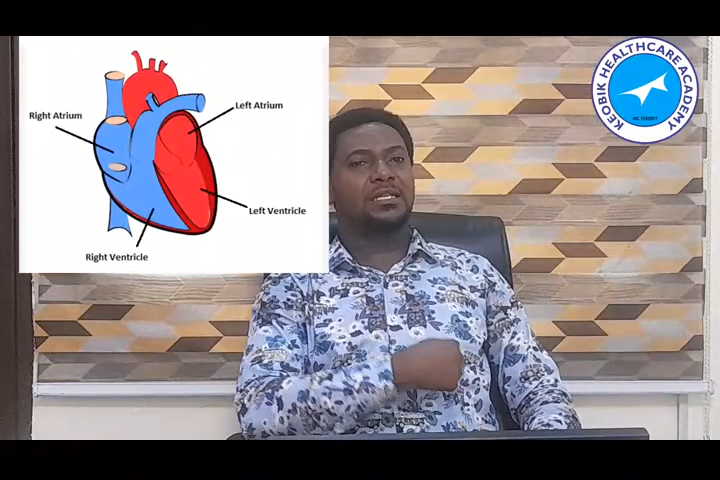 Right Atrium
Left Atrium
Left Ventricle
Right Ventricle
KEOBIK HEALTHCARE ACADEMY